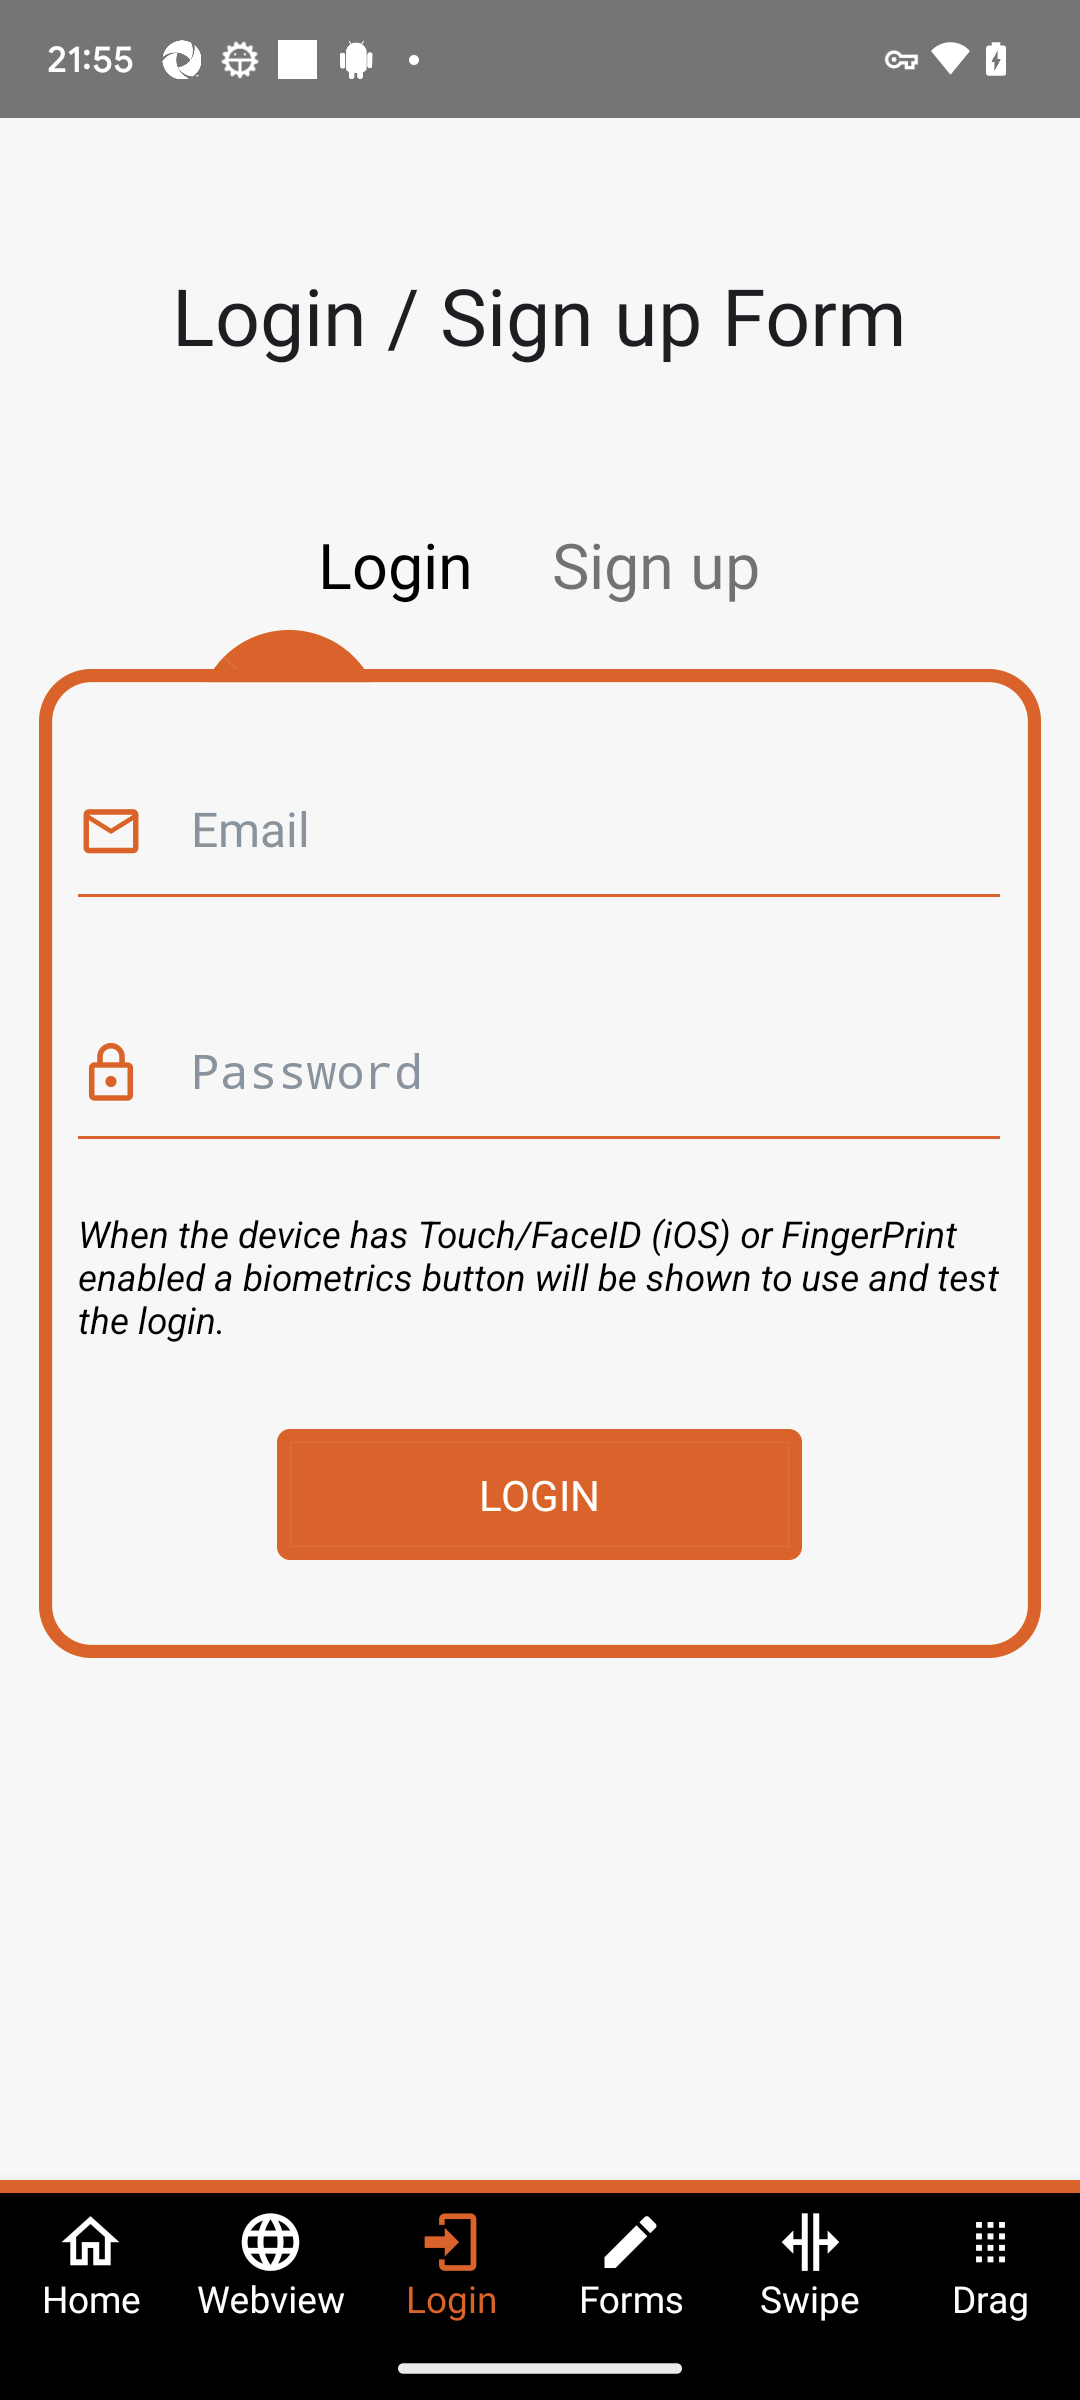 21:55
Login / Sign up Form
Login Sign up
Email
Password
When the device has Touch/FaceID (iOS) or FingerPrint
enabled a biometrics button will be shown to use and test
the login.
LOGIN
Home Webview Login Forms Swipe Drag